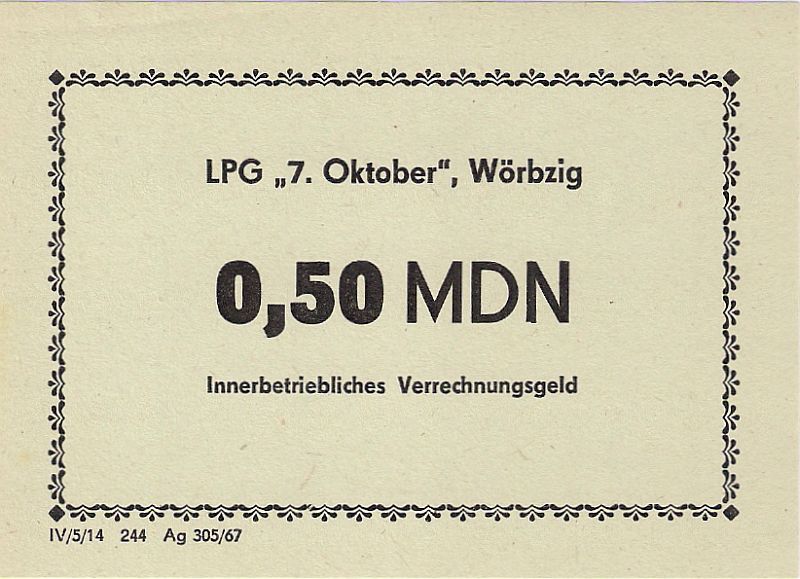 LPG „7. Oktober“, Wörbzig
0,50 MDN
Innerbetriebliches Verrechnungsgeld
IV/5/14 244 Ag 305/67